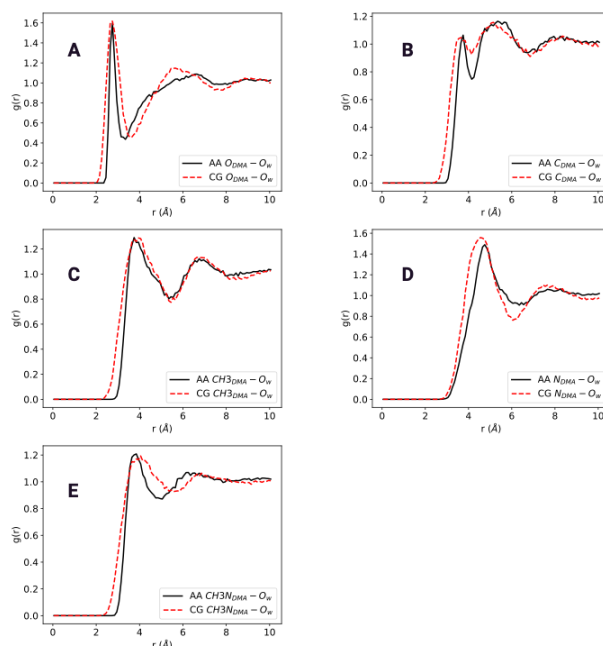 A
g(r)
1.6
1.4
1.2
1.0
0.8
0.6
0.4
0.2
0.0
AA O_DMA − O_w
CG O_DMA − O_w
0 2 4 6 8 10
r (Å)
B
g(r)
1.2
1.0
0.8
0.6
0.4
0.2
0.0
AA C_DMA − O_w
CG C_DMA − O_w
0 2 4 6 8 10
r (Å)
C
g(r)
1.2
1.0
0.8
0.6
0.4
0.2
0.0
AA CH3_DMA − O_w
CG CH3_DMA − O_w
0 2 4 6 8 10
r (Å)
D
g(r)
1.6
1.4
1.2
1.0
0.8
0.6
0.4
0.2
0.0
AA N_DMA − O_w
CG N_DMA − O_w
0 2 4 6 8 10
r (Å)
E
g(r)
1.2
1.0
0.8
0.6
0.4
0.2
0.0
AA CH3N_DMA − O_w
CG CH3N_DMA − O_w
0 2 4 6 8 10
r (Å)